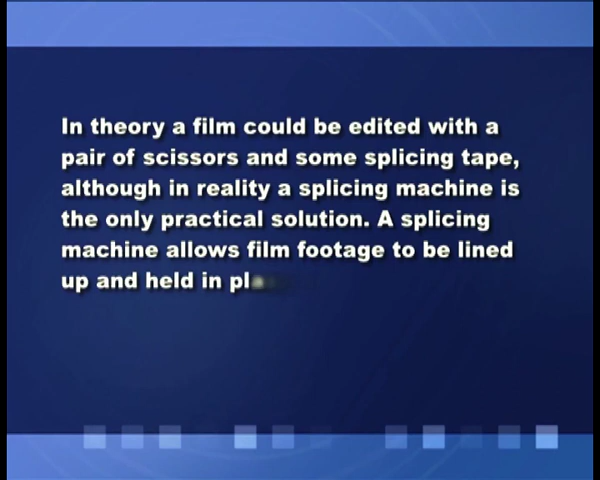 In theory a film could be edited with a
pair of scissors and some splicing tape,
although in reality a splicing machine is
the only practical solution. A splicing
machine allows film footage to be lined
up and held in